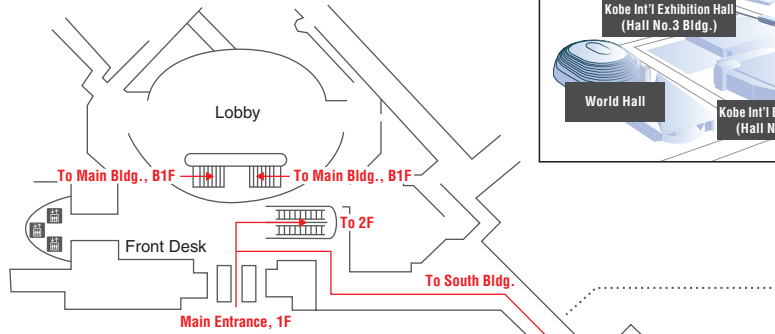 Kobe Int'l Exhibition Hall
(Hall No.3 Bldg.)
World Hall
Kobe Int'l
(Hall
Lobby
To Main Bldg., B1F
To Main Bldg., B1F
To 2F
Front Desk
To South Bldg.
Main Entrance, 1F